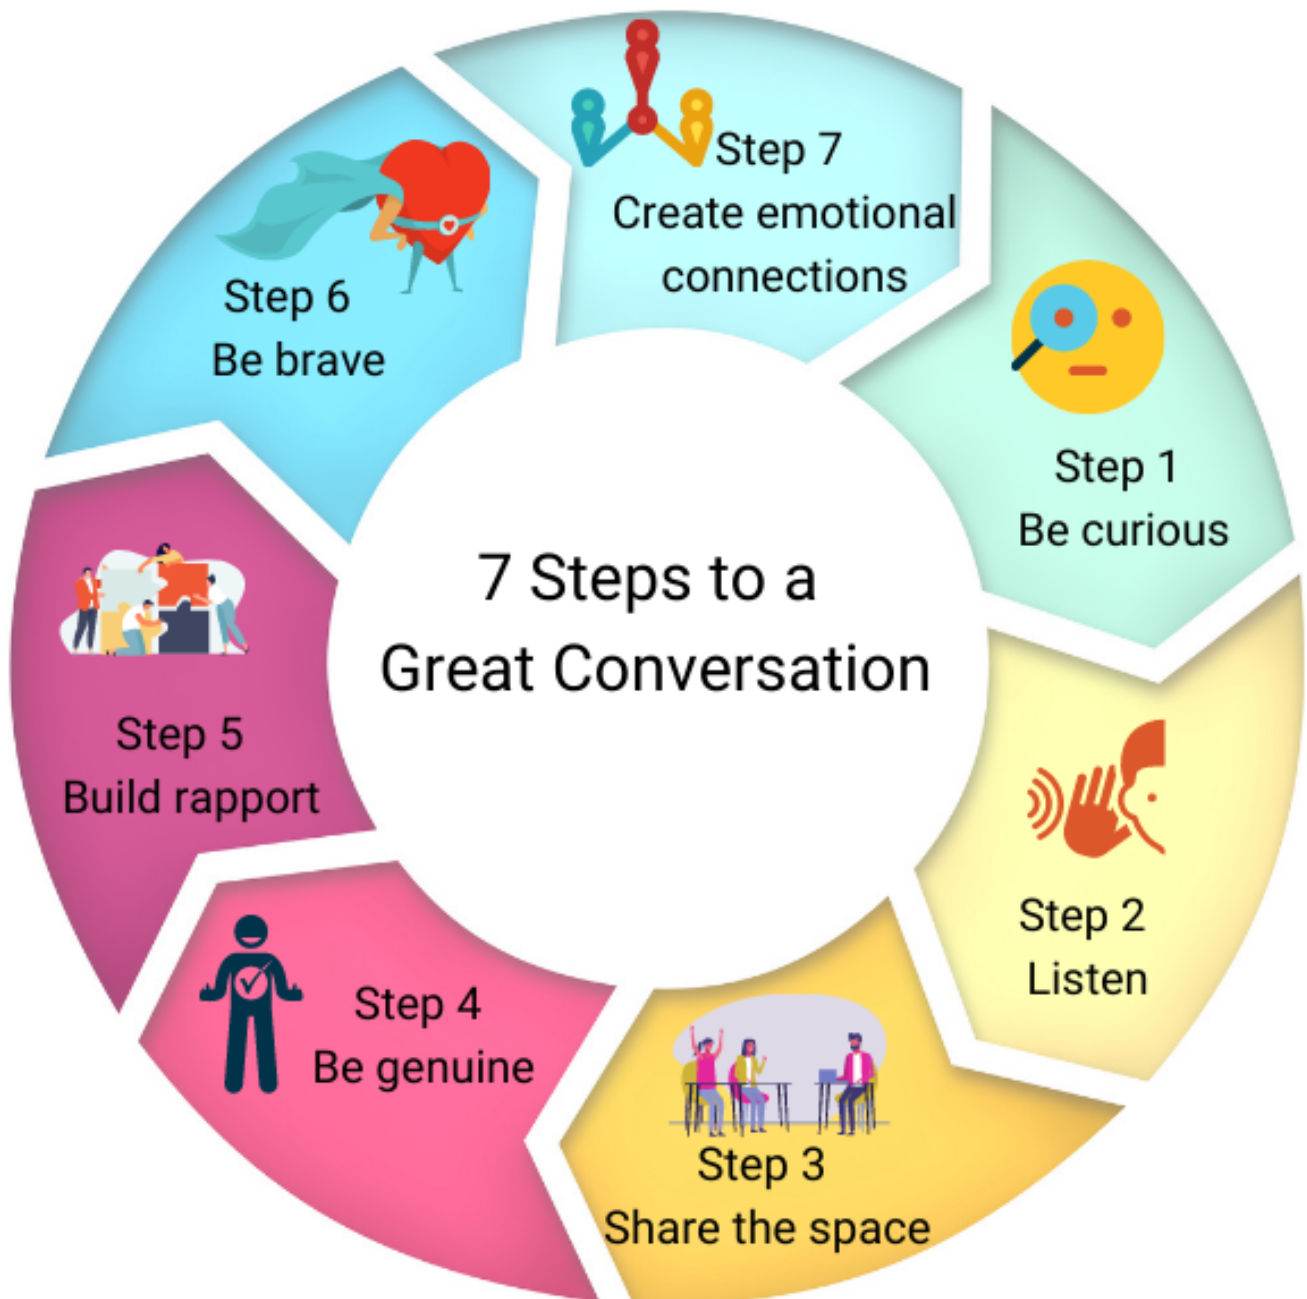 7 Steps to a
Great Conversation
Step 1
Be curious
Step 2
Listen
Step 3
Share the space
Step 4
Be genuine
Step 5
Build rapport
Step 6
Be brave
Step 7
Create emotional
connections